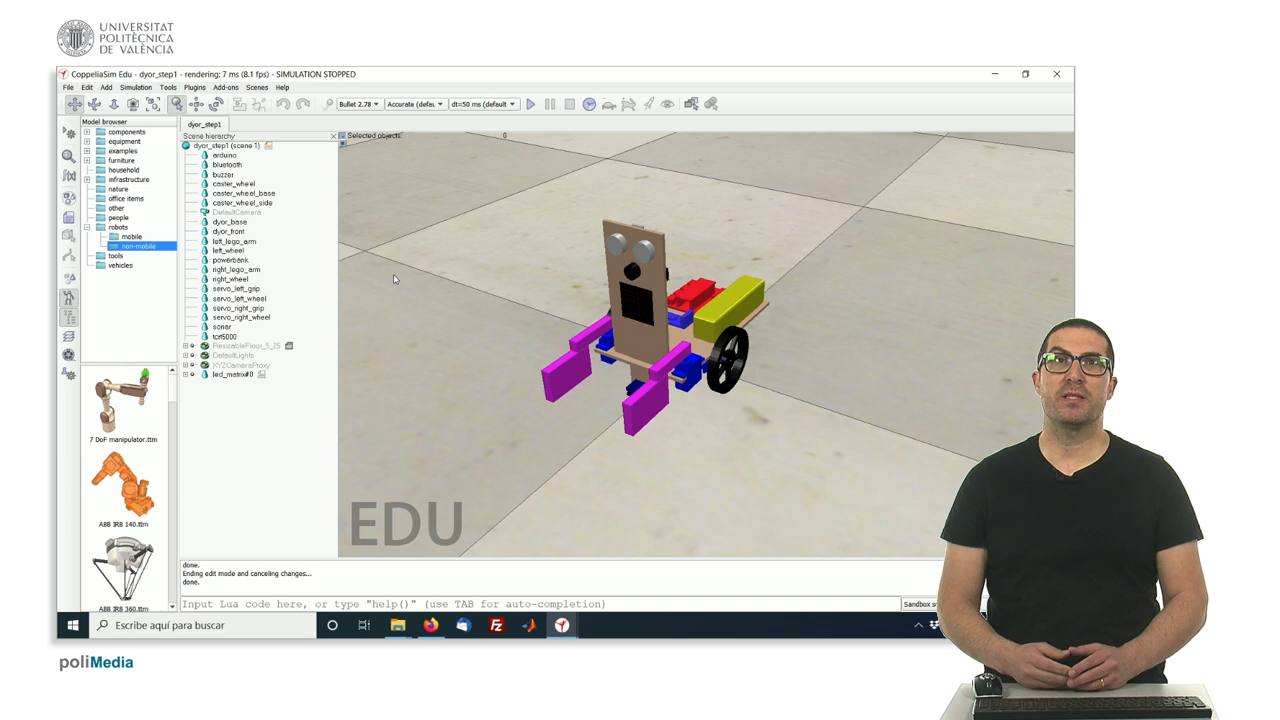 UNIVERSITAT
POLITÈCNICA
DE VALÈNCIA
CoppeliaSim Edu - dyor_step1 - rendering: 7 ms (8.1 fps) - SIMULATION STOPPED
File Edit Add Simulation Tools Plugins Add-ons Scenes Help
Bullet 2.78 Accurate (defau dt=50 ms (default
Model browser
components
equipment
examples
furniture
household
infrastructure
nature
office items
other
people
robots
mobile
non-mobile
tools
vehicles
7 DoF manipulator.ttm
ABB IRB 140.ttm
ABB IRB 360.ttm
dyor_step1
Scene hierarchy
dyor_step1 (scene 1)
arduino
bluetooth
buzzer
caster_wheel
caster_wheel_base
caster_wheel_side
DefaultCamera
dyor_base
dyor_front
left_lego_arm
left_wheel
powerbank
right_lego_arm
right_wheel
servo_left_grip
servo_left_wheel
servo_right_grip
servo_right_wheel
sonar
tcrt5000
ResizableFloor_5_25
DefaultLights
XYZCameraProxy
led_matrix#0
Selected objects: 0
EDU
done.
Ending edit mode and canceling changes...
done.
Input Lua code here, or type "help()" (use TAB for auto-completion)
Sandbox
Escribe aquí para buscar
poliMedia